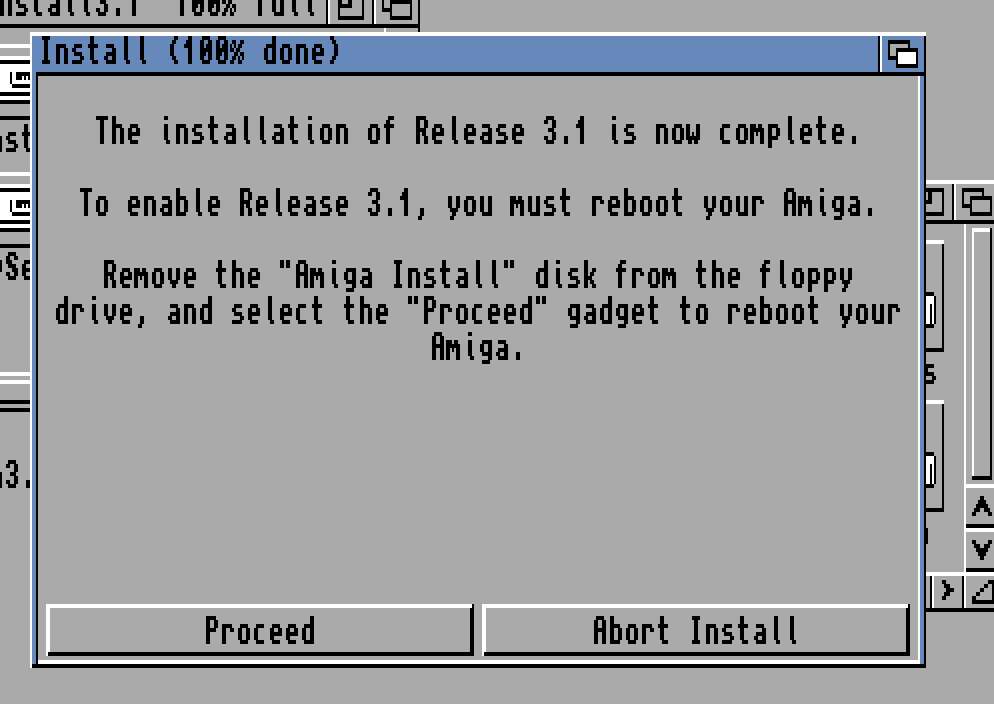 100% full
Install (100% done)
The installation of Release 3.1 is now complete.
To enable Release 3.1, you must reboot your Amiga.
Remove the "Amiga Install" disk from the floppy
drive, and select the "Proceed" gadget to reboot your
Amiga.
Proceed
Abort Install